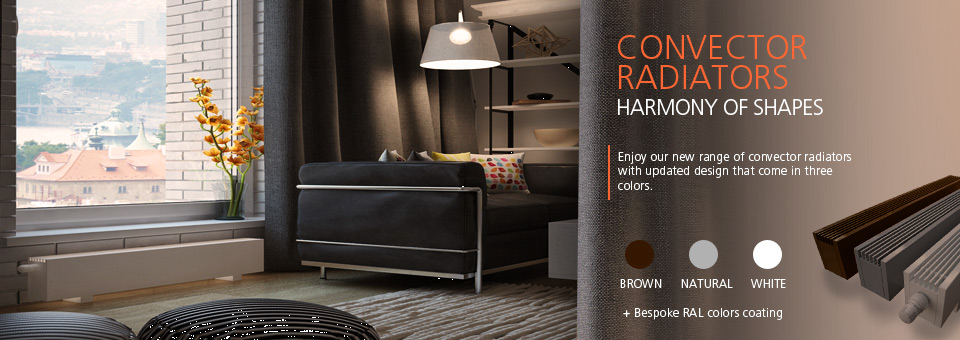 CONVECTOR
RADIATORS
HARMONY OF SHAPES
Enjoy our new range of convector radiators
with updated design that come in three
colors.
BROWN NATURAL WHITE
+ Bespoke RAL colors coating